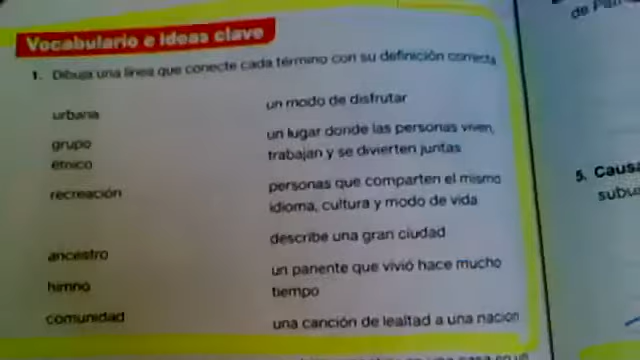 Vocabulario e ideas clave
1. Dibuja una línea que conecte cada término con su definición correcta
urbana
grupo
étnico
recreación
ancestro
himno
comunidad
un modo de disfrutar
un lugar donde las personas viven,
trabajan y se divierten juntas
personas que comparten el mismo
idioma, cultura y modo de vida
describe una gran ciudad
un pariente que vivió hace mucho
tiempo
una canción de lealtad a una nación
5. Causa